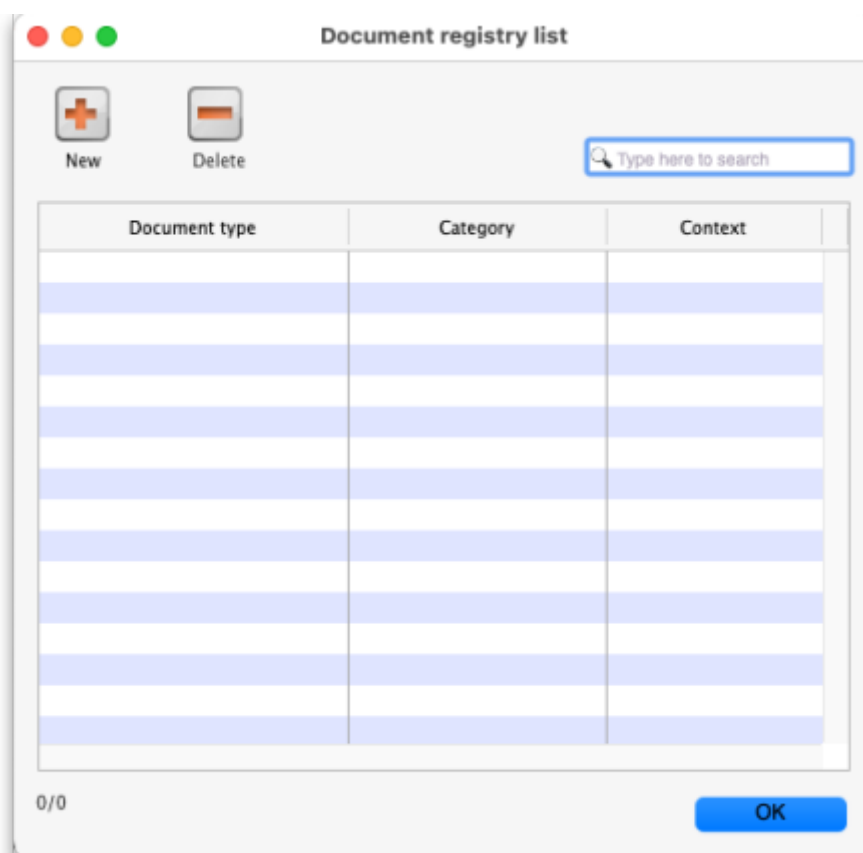 Document registry list
New Delete
Type here to search
Document type Category Context
0/0
OK